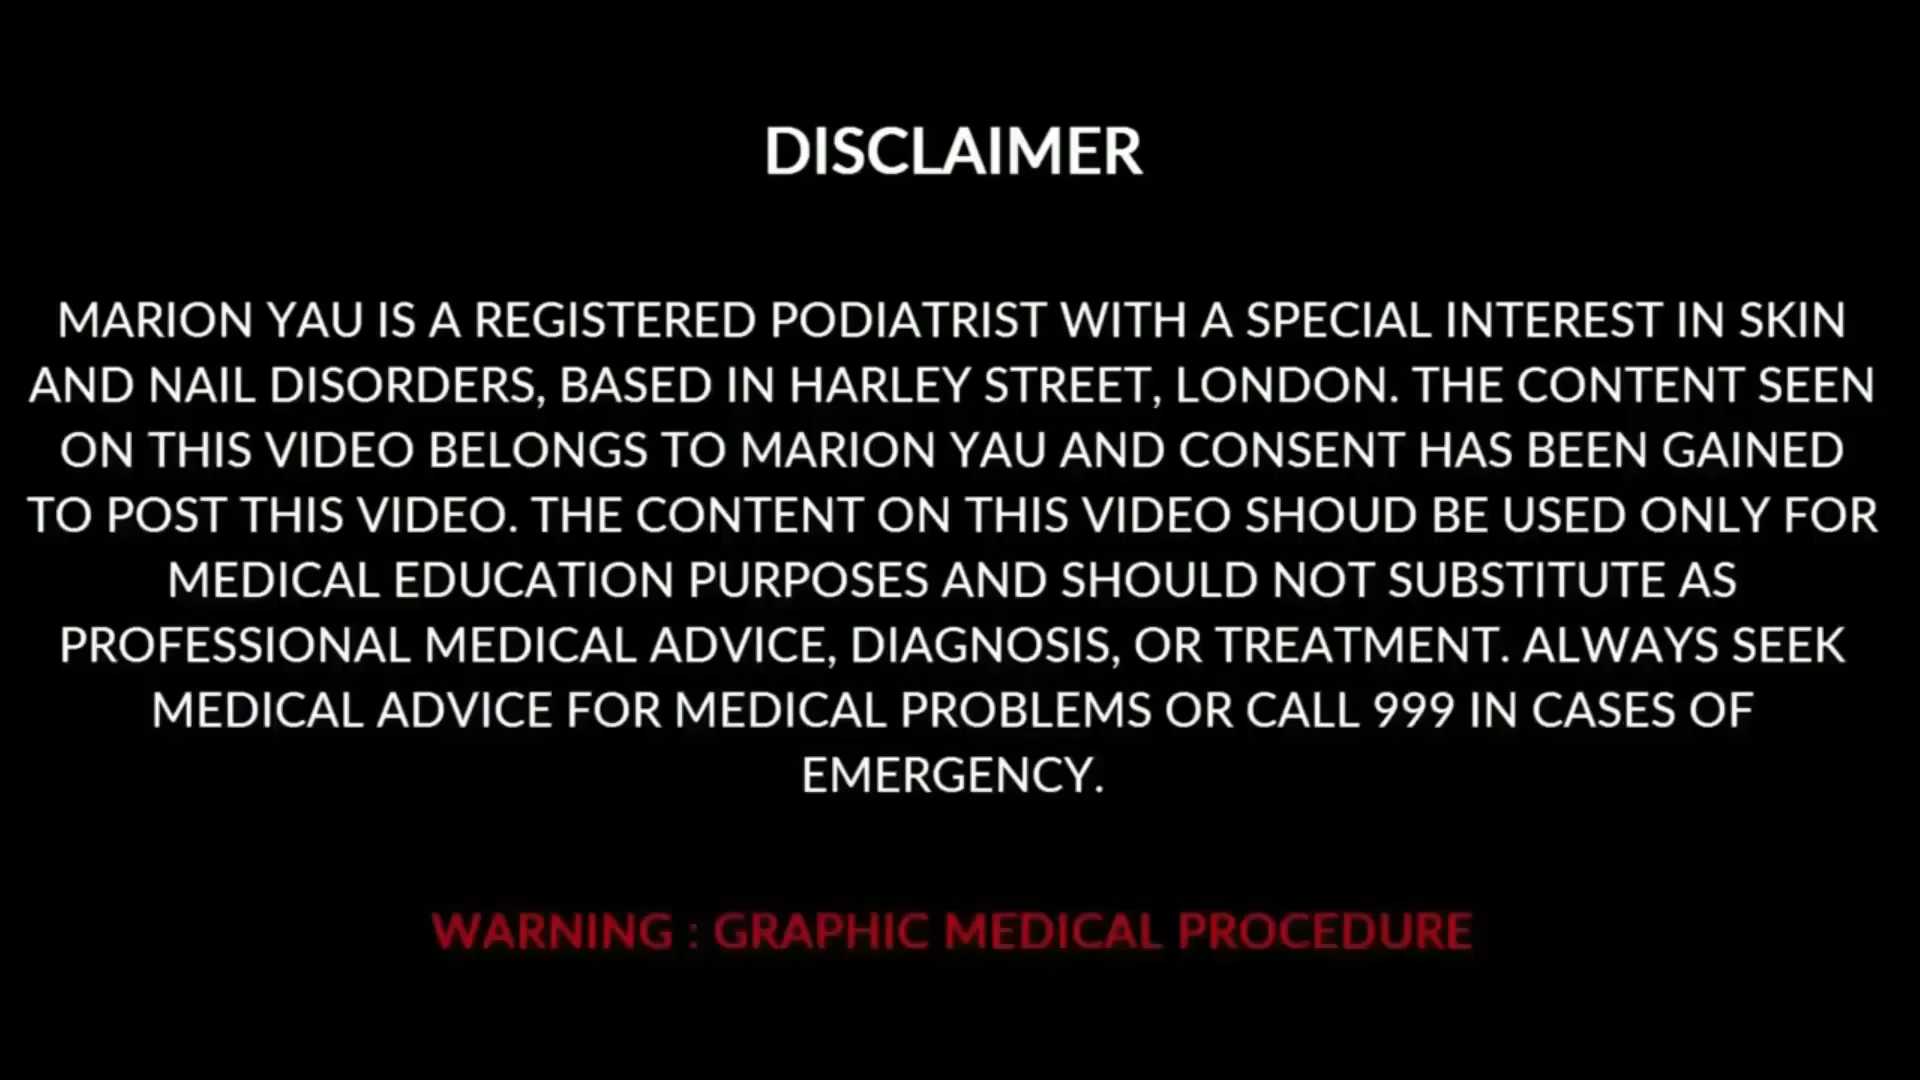 DISCLAIMER
MARION YAU IS A REGISTERED PODIATRIST WITH A SPECIAL INTEREST IN SKIN
AND NAIL DISORDERS, BASED IN HARLEY STREET, LONDON. THE CONTENT SEEN
ON THIS VIDEO BELONGS TO MARION YAU AND CONSENT HAS BEEN GAINED
TO POST THIS VIDEO. THE CONTENT ON THIS VIDEO SHOUD BE USED ONLY FOR
MEDICAL EDUCATION PURPOSES AND SHOULD NOT SUBSTITUTE AS
PROFESSIONAL MEDICAL ADVICE, DIAGNOSIS, OR TREATMENT. ALWAYS SEEK
MEDICAL ADVICE FOR MEDICAL PROBLEMS OR CALL 999 IN CASES OF
EMERGENCY.
WARNING : GRAPHIC MEDICAL PROCEDURE